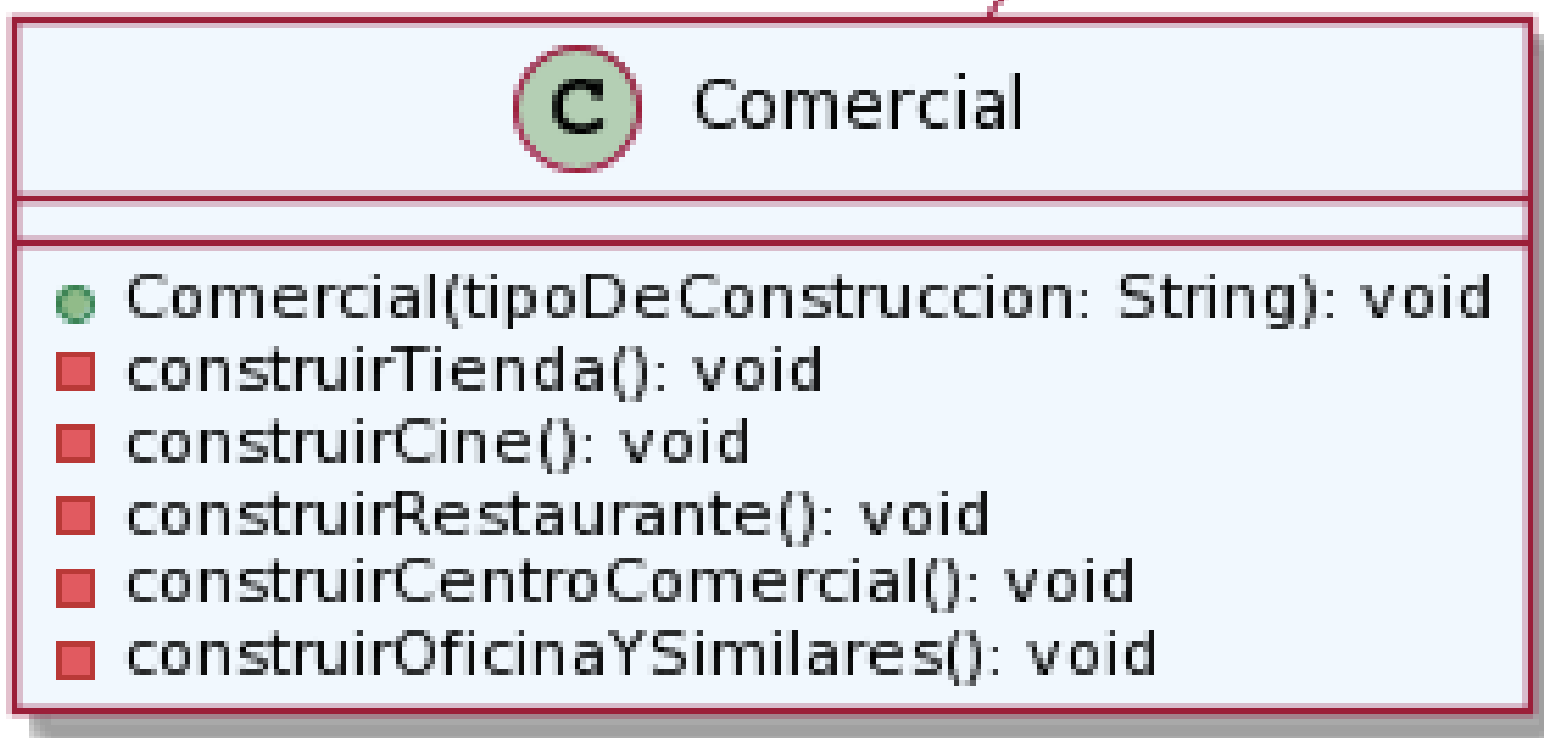 C Comercial
Comercial(tipoDeConstruccion: String): void
construirTienda(): void
construirCine(): void
construirRestaurante(): void
construirCentroComercial(): void
construirOficinaYSimilares(): void